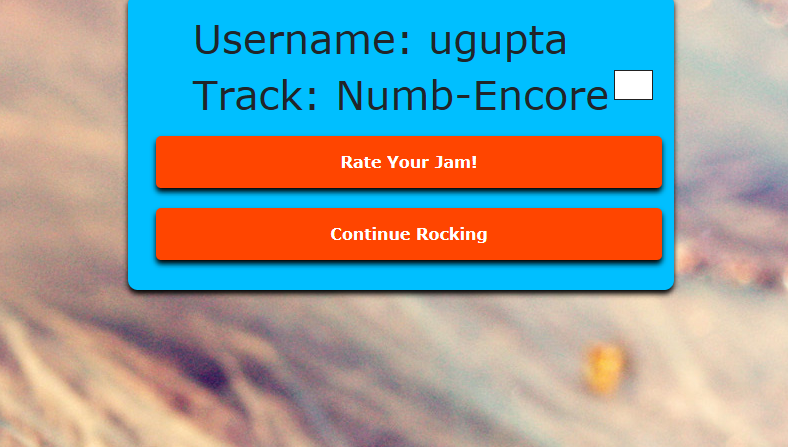 Username: ugupta
Track: Numb-Encore
Rate Your Jam!
Continue Rocking